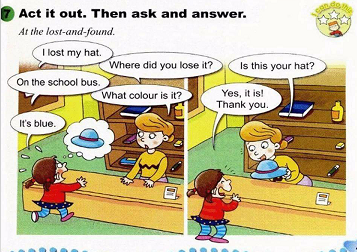 7 Act it out. Then ask and answer.
At the lost-and-found.
I lost my hat.
Where did you lose it?
On the school bus.
What colour is it?
It's blue.
Is this your hat?
Yes, it is!
Thank you.